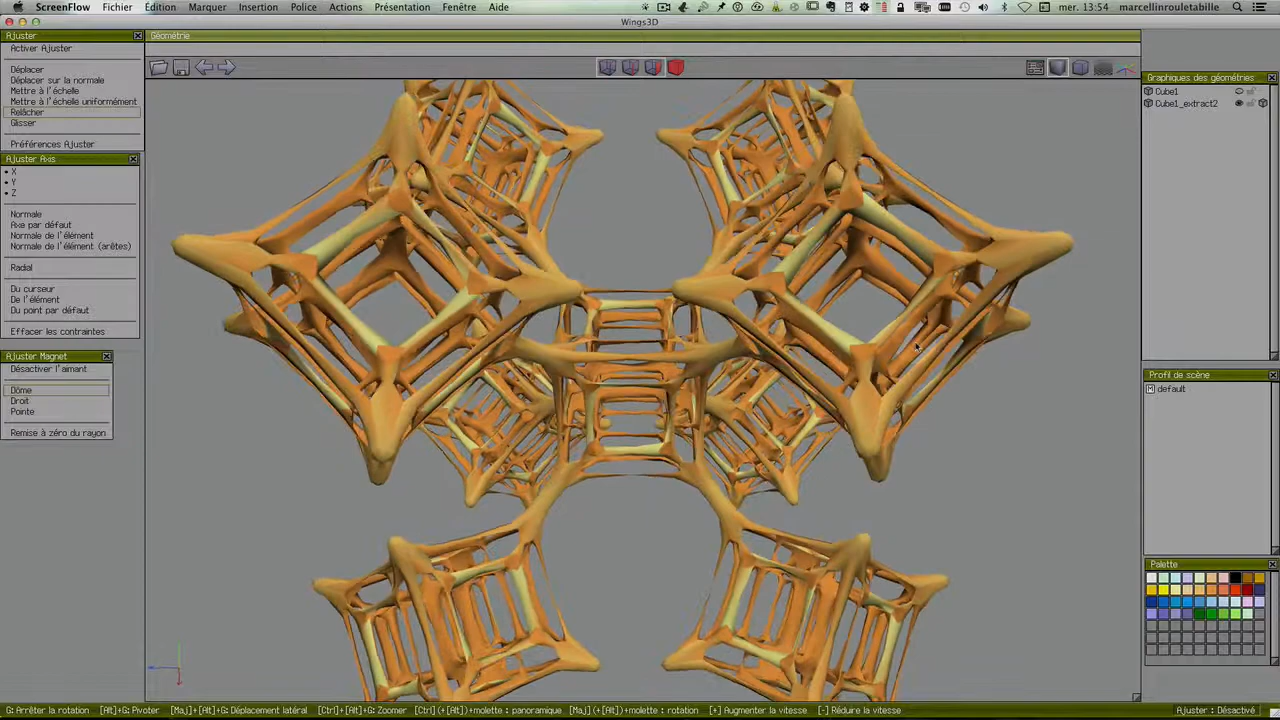 ScreenFlow Fichier Édition Marquer Insertion Police Actions Présentation Fenêtre Aide mer. 13:54 marcellinrouletabille
Wings3D
Ajuster
Activer Ajuster
Déplacer
Déplacer sur la normale
Mettre à l'échelle
Mettre à l'échelle uniformément
Relâcher
Glisser
Préférences Ajuster
Ajuster Axis
X
Y
Z
Normale
Axe par défaut
Normale de l'élément
Normale de l'élément (arêtes)
Radial
Du curseur
De l'élément
Du point par défaut
Effacer les contraintes
Ajuster Magnet
Désactiver l'aimant
Dôme
Droit
Pointe
Remise à zéro du rayon
Géométrie
Graphiques des géométries
Cube1
Cube1_extract2
Profil de scène
M default
Palette
G: Arrêter la rotation [Alt]+G: Pivoter [Maj]+[Alt]+G: Déplacement latéral [Ctrl]+[Alt]+G: Zoomer [Ctrl](+[Alt])+molette : panoramique [Maj](+[Alt])+molette : rotation [+] Augmenter la vitesse [-] Réduire la vitesse
Ajuster : Désactivé